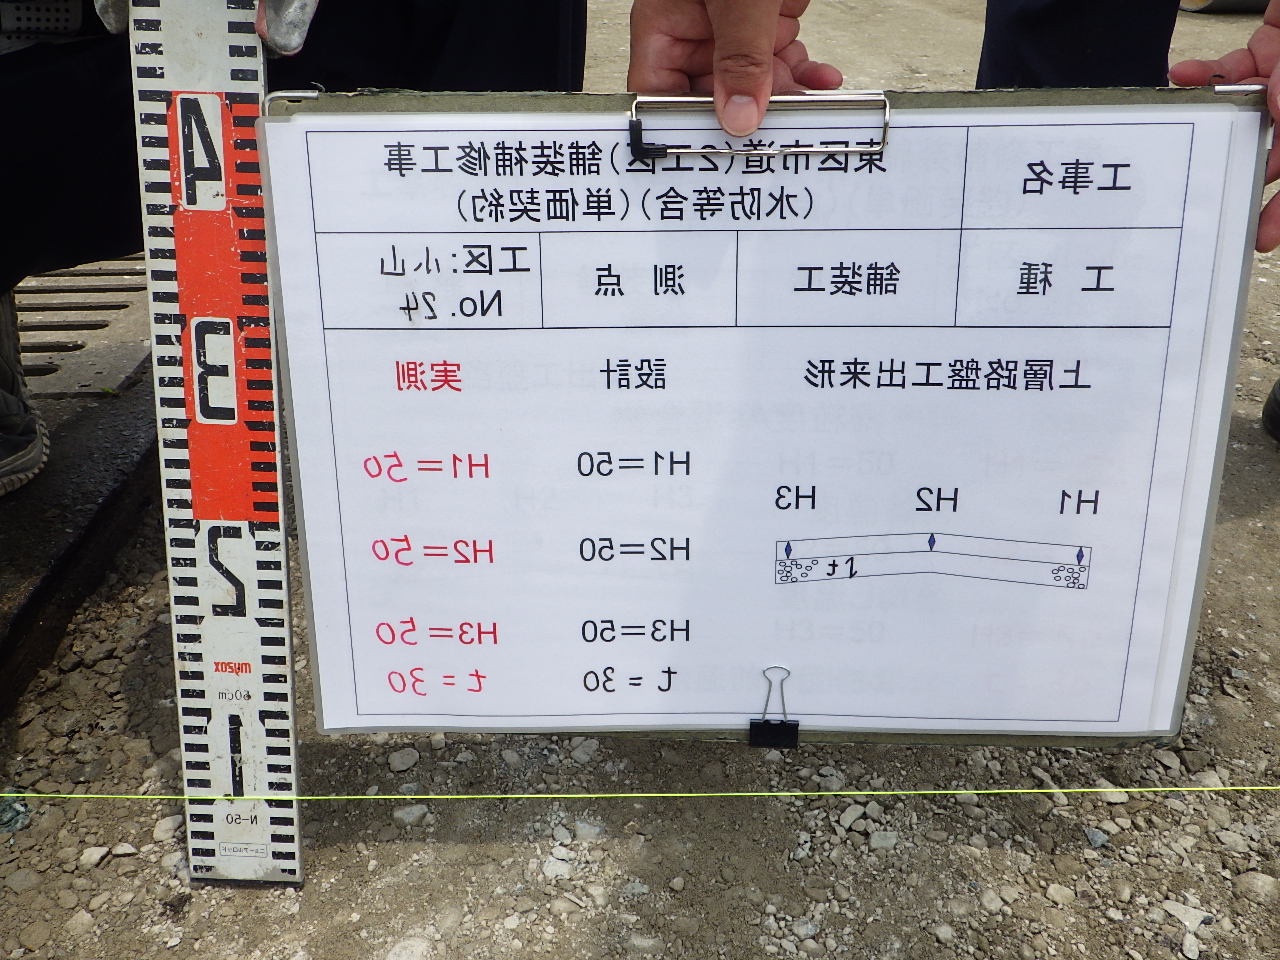 工事名
東区市道(2工区)舗装補修工事
(水防等含)(単価契約)
工 種
舗装工
測 点
工区:小山
No. 24
上層路盤工出来形
設計
実測
H1
H2
H3
t
H1=50
H1=50
H2=50
H2=50
H3=50
H3=50
t = 30
t = 30
4
3
2
MYZOX
60cm
1
N-50